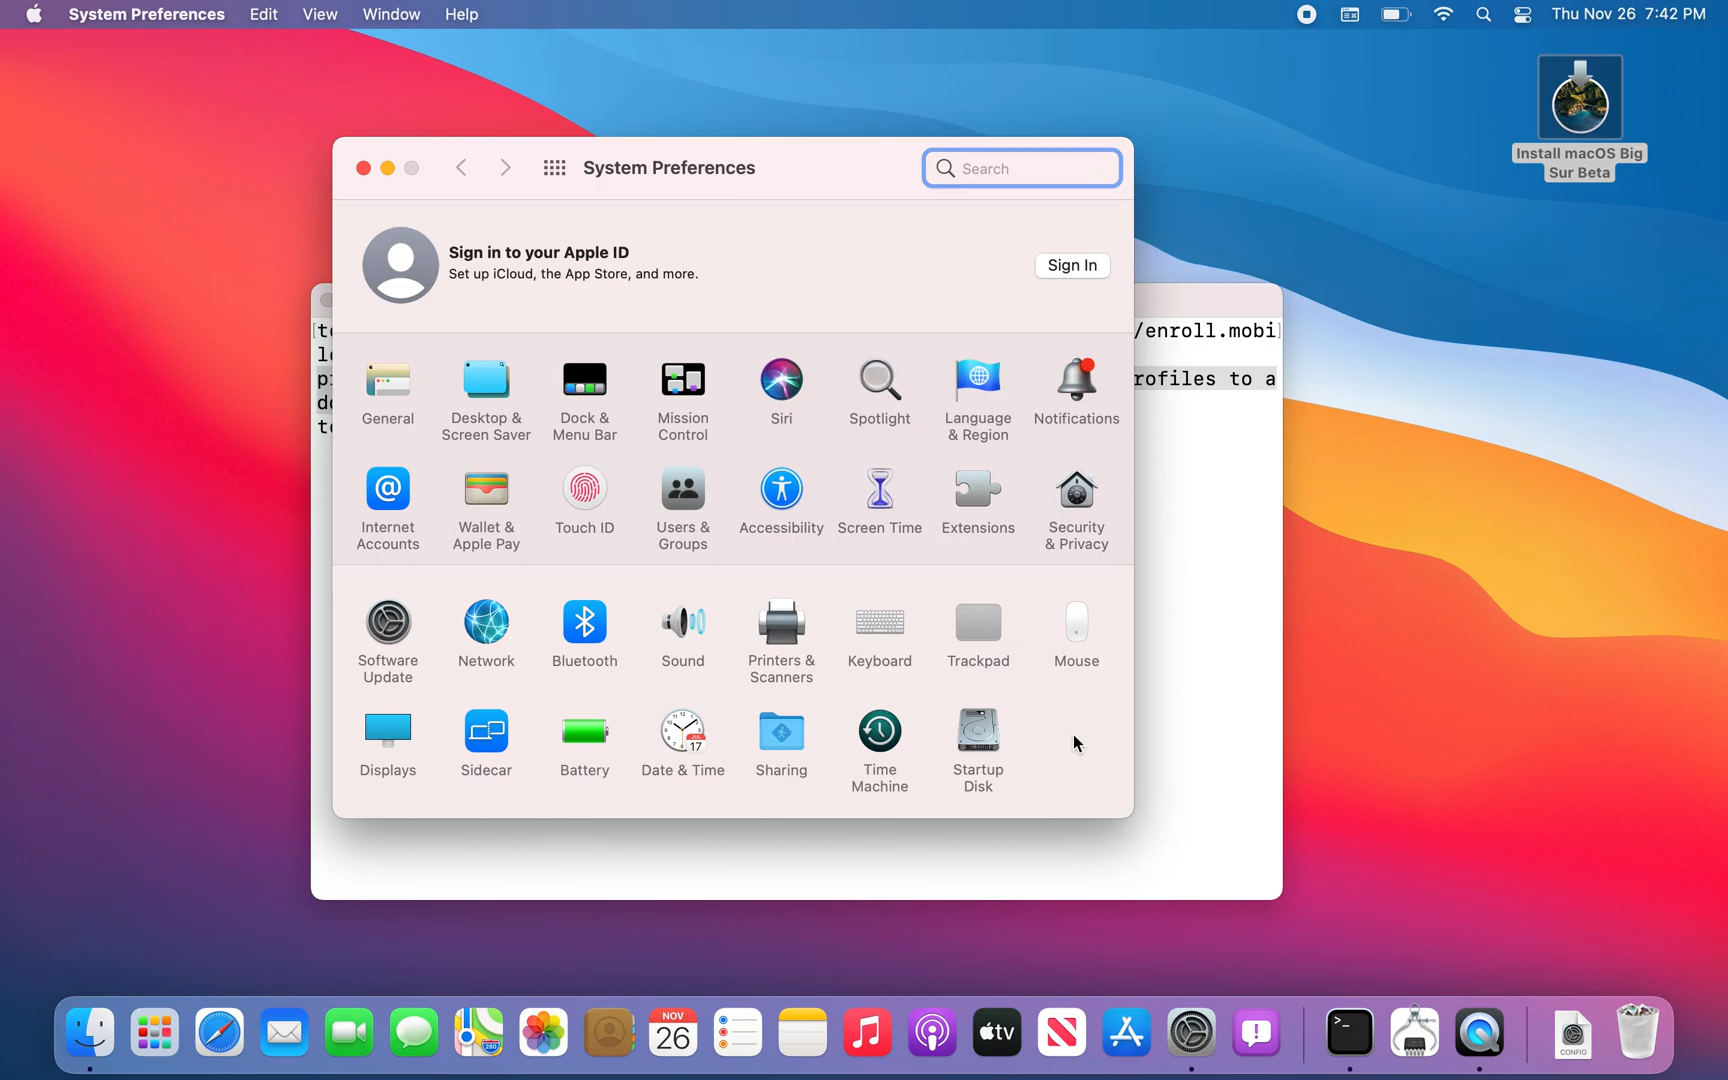 System Preferences Edit View Window Help
Thu Nov 26 7:42 PM
Install macOS Big
Sur Beta
System Preferences
Search
Sign in to your Apple ID
Set up iCloud, the App Store, and more.
Sign In
/enroll.mobi
rofiles to a
General
Desktop &
Screen Saver
Dock &
Menu Bar
Mission
Control
Siri
Spotlight
Language
& Region
Notifications
Internet
Accounts
Wallet &
Apple Pay
Touch ID
Users &
Groups
Accessibility
Screen Time
Extensions
Security
& Privacy
Software
Update
Network
Bluetooth
Sound
Printers &
Scanners
Keyboard
Trackpad
Mouse
Displays
Sidecar
Battery
17
Date & Time
Sharing
Time
Machine
Startup
Disk
NOV
26
tv
CONFIG